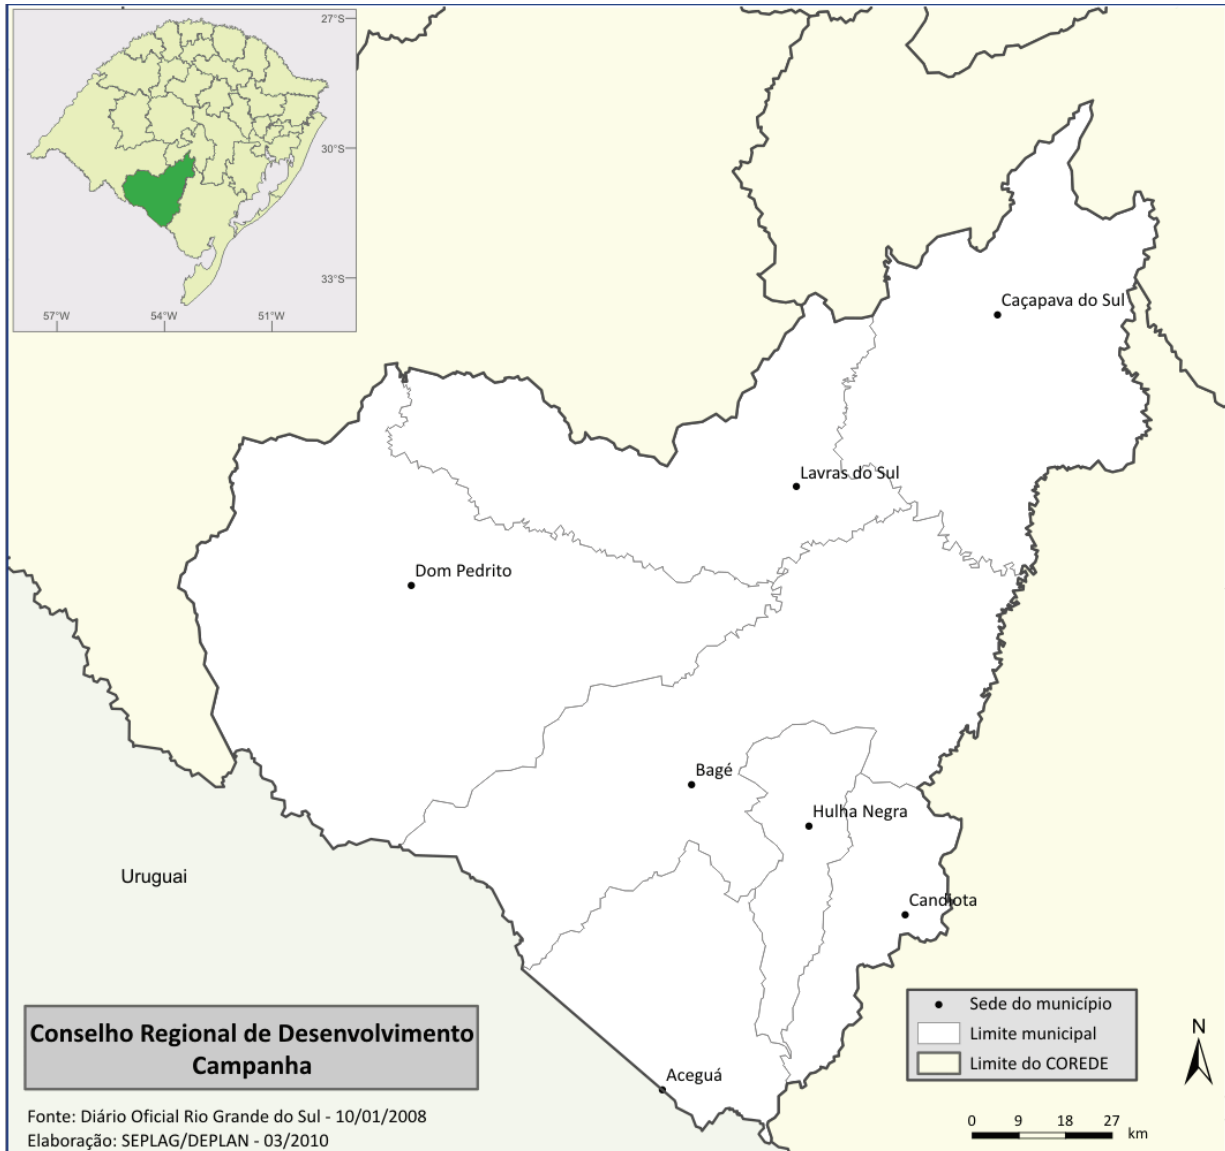 27°S
30°S
33°S
57°W 54°W 51°W
Caçapava do Sul
Lavras do Sul
Dom Pedrito
Bagé
Hulha Negra
Uruguai
Candiota
Aceguá
Conselho Regional de Desenvolvimento
Campanha
Fonte: Diário Oficial Rio Grande do Sul - 10/01/2008
Elaboração: SEPLAG/DEPLAN - 03/2010
Sede do município
Limite municipal
Limite do COREDE
N
0 9 18 27
km